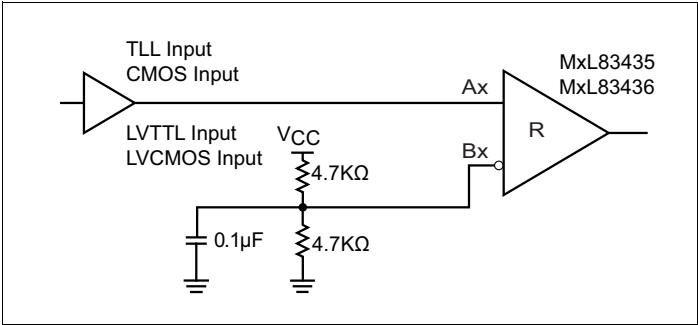 TLL Input
CMOS Input
MxL83435
MxL83436
Ax
R
LVTTL Input
LVCMOS Input
VCC
Bx
4.7KΩ
0.1µF
4.7KΩ